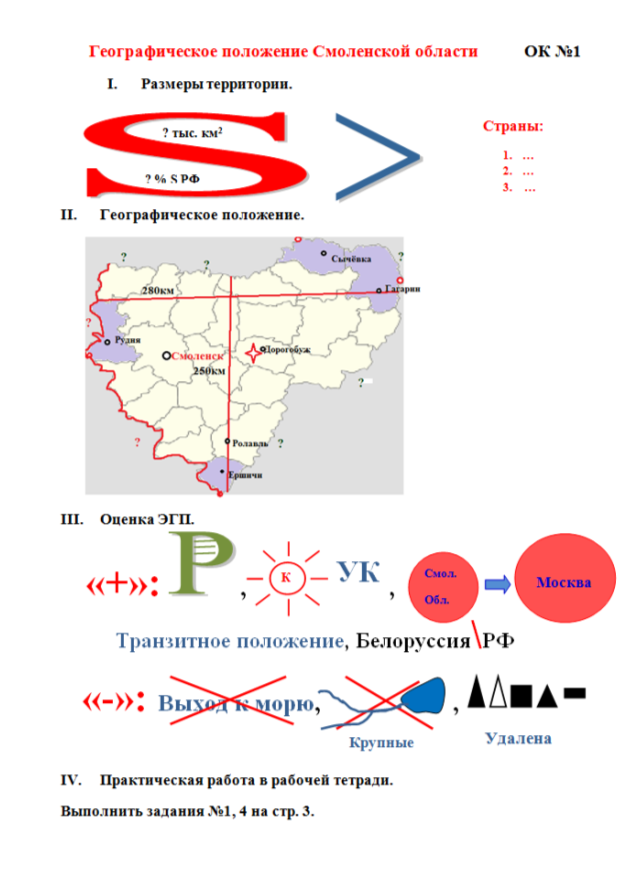 Географическое положение Смоленской области ОК №1
I. Размеры территории.
S
? тыс. км²
? % S РФ
>
Страны:
1. ...
2. ...
3. ...
II. Географическое положение.
?
?
?
Сычёвка
280км
Гагарин
?
Рудня
Смоленск
Дорогобуж
250км
?
?
Ролавль ?
Ершичи
III. Оценка ЭГП.
«+»: Р , К УК , Смол. Обл. Москва
Транзитное положение, Белоруссия \РФ
«-»: Выход к морю, ,
Крупные Удалена
IV. Практическая работа в рабочей тетради.
Выполнить задания №1, 4 на стр. 3.